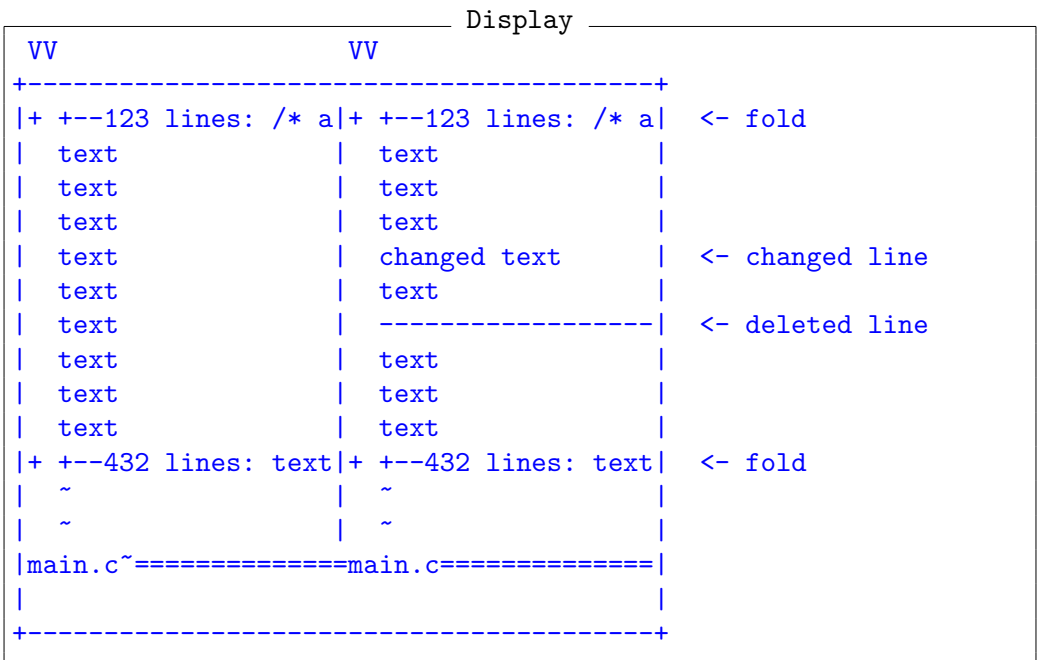 Display
 VV                   VV
+-----------------------------------------+
|+ +--123 lines: /* a|+ +--123 lines: /* a|  <- fold
|  text              |  text              |
|  text              |  text              |
|  text              |  text              |
|  text              |  changed text      |  <- changed line
|  text              |  text              |
|  text              |  ------------------|  <- deleted line
|  text              |  text              |
|  text              |  text              |
|  text              |  text              |
|+ +--432 lines: text|+ +--432 lines: text|  <- fold
|  ~                 |  ~                 |
|  ~                 |  ~                 |
|main.c~==============main.c==============|
|                                         |
+-----------------------------------------+